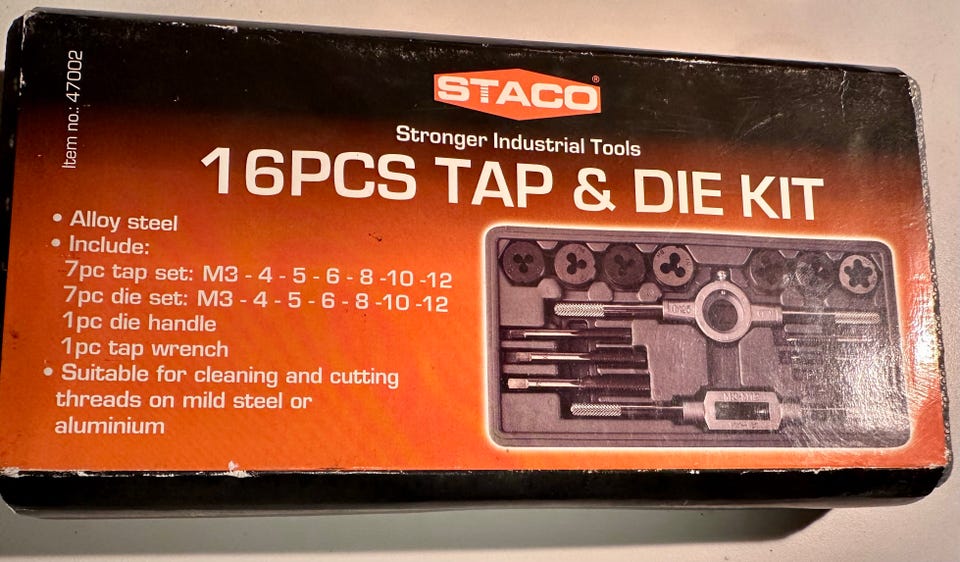 Item no.: 47002
STACO®
Stronger Industrial Tools
16PCS TAP & DIE KIT
• Alloy steel
• Include:
7pc tap set: M3 - 4 - 5 - 6 - 8 -10 -12
7pc die set: M3 - 4 - 5 - 6 - 8 -10 -12
1pc die handle
1pc tap wrench
• Suitable for cleaning and cutting
threads on mild steel or
aluminium